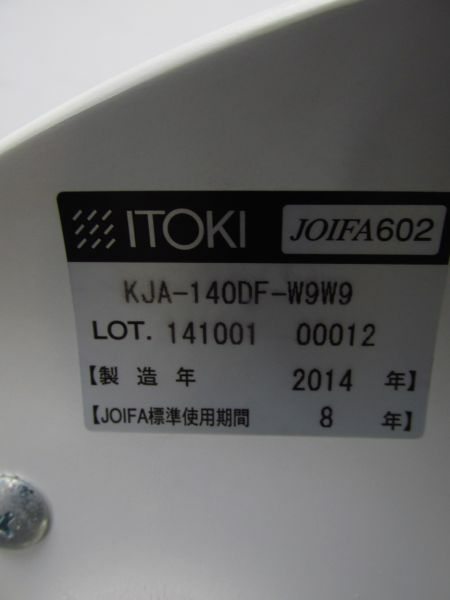 ITOKI JOIFA602
KJA-140DF-W9W9
LOT. 141001 00012
【製造年 2014 年】
【JOIFA標準使用期間 8 年】